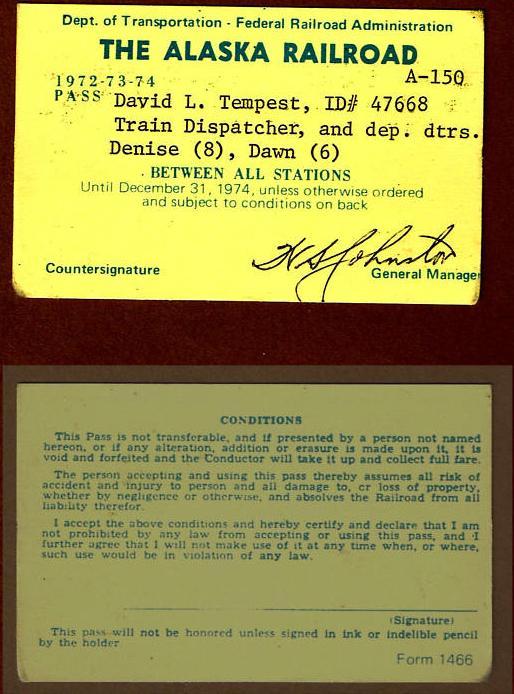 Dept. of Transportation - Federal Railroad Administration
THE ALASKA RAILROAD
1972-73-74 A-150
PASS David L. Tempest, ID# 47668
Train Dispatcher, and dep. dtrs.
Denise (8), Dawn (6)
BETWEEN ALL STATIONS
Until December 31, 1974, unless otherwise ordered
and subject to conditions on back
H S Johnston
Countersignature General Manager
CONDITIONS
This Pass is not transferable, and if presented by a person not named
hereon, or if any alteration, addition or erasure is made upon it, it is
void and forfeited and the Conductor will take it up and collect full fare.
The person accepting and using this pass thereby assumes all risk of
accident and injury to person and all damage to, or loss of property,
whether by negligence or otherwise, and absolves the Railroad from all
liability therefor.
I accept the above conditions and hereby certify and declare that I am
not prohibited by any law from accepting or using this pass, and I
further agree that I will not make use of it at any time when, or where,
such use would be in violation of any law.
(Signature)
This pass will not be honored unless signed in ink or indelible pencil
by the holder
Form 1466